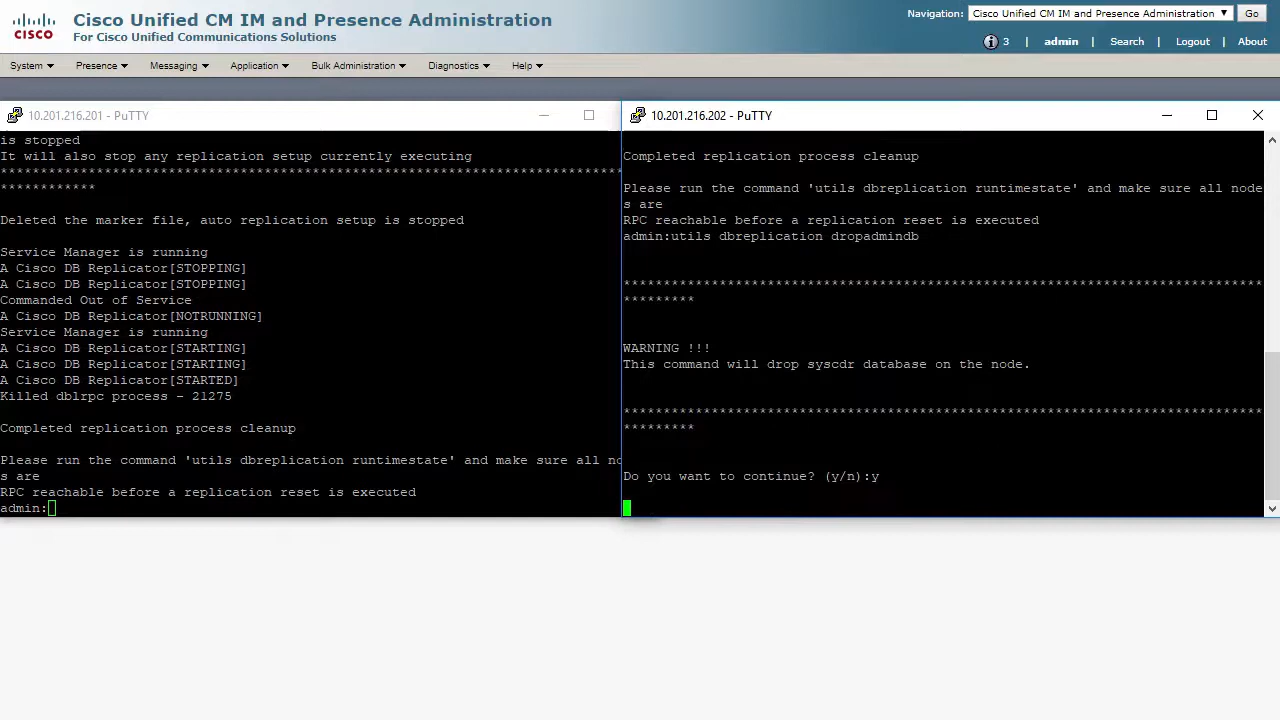 Cisco Unified CM IM and Presence Administration
For Cisco Unified Communications Solutions
CISCO
Navigation: Cisco Unified CM IM and Presence Administration Go
3 | admin | Search | Logout | About
System Presence Messaging Application Bulk Administration Diagnostics Help
10.201.216.201 - PuTTY
is stopped
It will also stop any replication setup currently executing
******************************************************************************
************
Deleted the marker file, auto replication setup is stopped
Service Manager is running
A Cisco DB Replicator[STOPPING]
A Cisco DB Replicator[STOPPING]
Commanded Out of Service
A Cisco DB Replicator[NOTRUNNING]
Service Manager is running
A Cisco DB Replicator[STARTING]
A Cisco DB Replicator[STARTING]
A Cisco DB Replicator[STARTED]
Killed dblrpc process - 21275
Completed replication process cleanup
Please run the command 'utils dbreplication runtimestate' and make sure all no
s are
RPC reachable before a replication reset is executed
admin:
10.201.216.202 - PuTTY
Completed replication process cleanup
Please run the command 'utils dbreplication runtimestate' and make sure all node
s are
RPC reachable before a replication reset is executed
admin:utils dbreplication dropadmindb
********************************************************************************
*********
WARNING !!!
This command will drop syscdr database on the node.
********************************************************************************
*********
Do you want to continue? (y/n):y